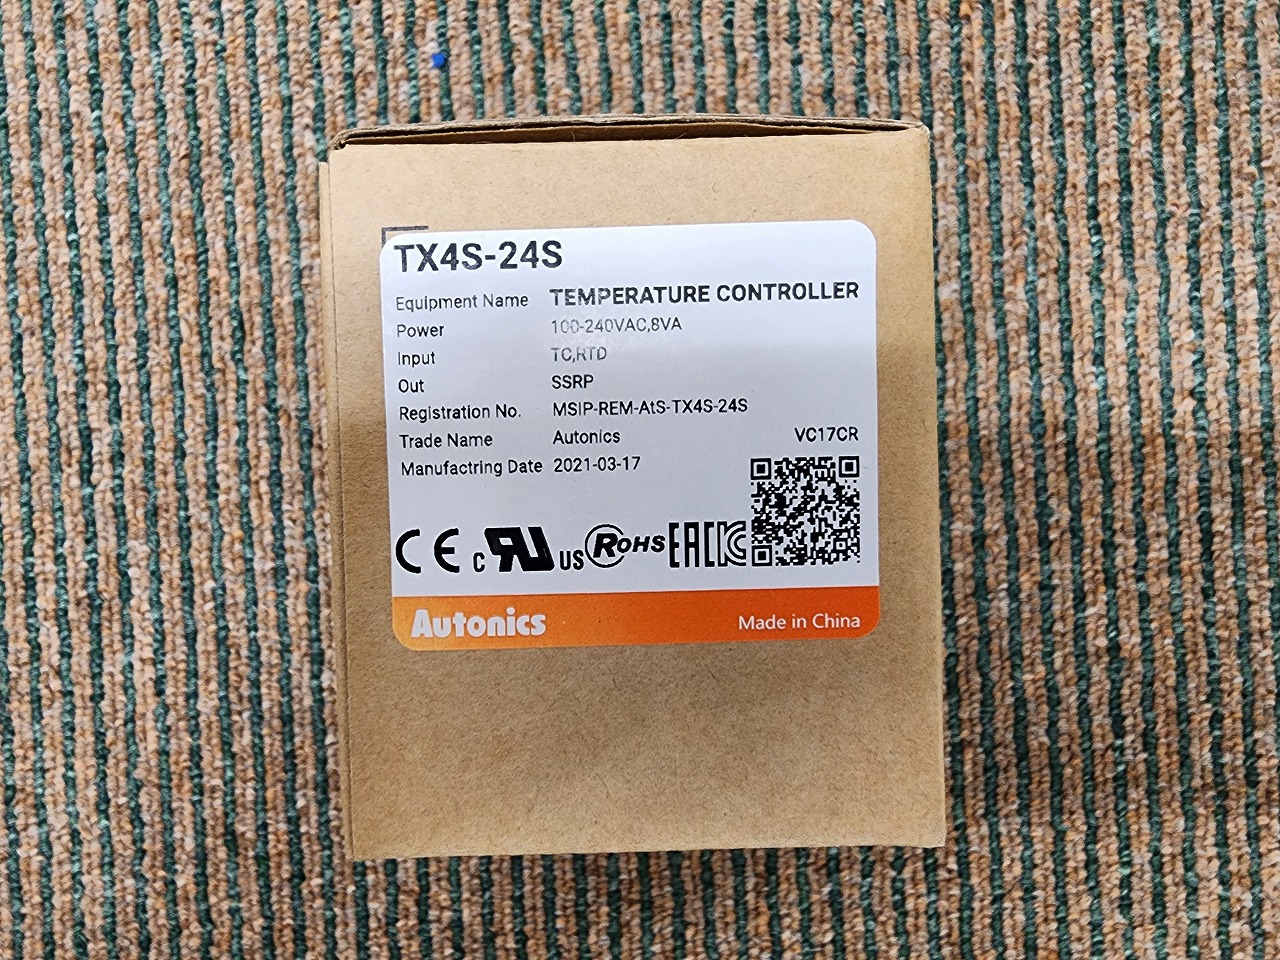 TX4S-24S
Equipment Name TEMPERATURE CONTROLLER
Power 100-240VAC,8VA
Input TC,RTD
Out SSRP
Registration No. MSIP-REM-AtS-TX4S-24S
Trade Name Autonics VC17CR
Manufactring Date 2021-03-17
CE c RU US ROHS EAC KC
Autonics Made in China